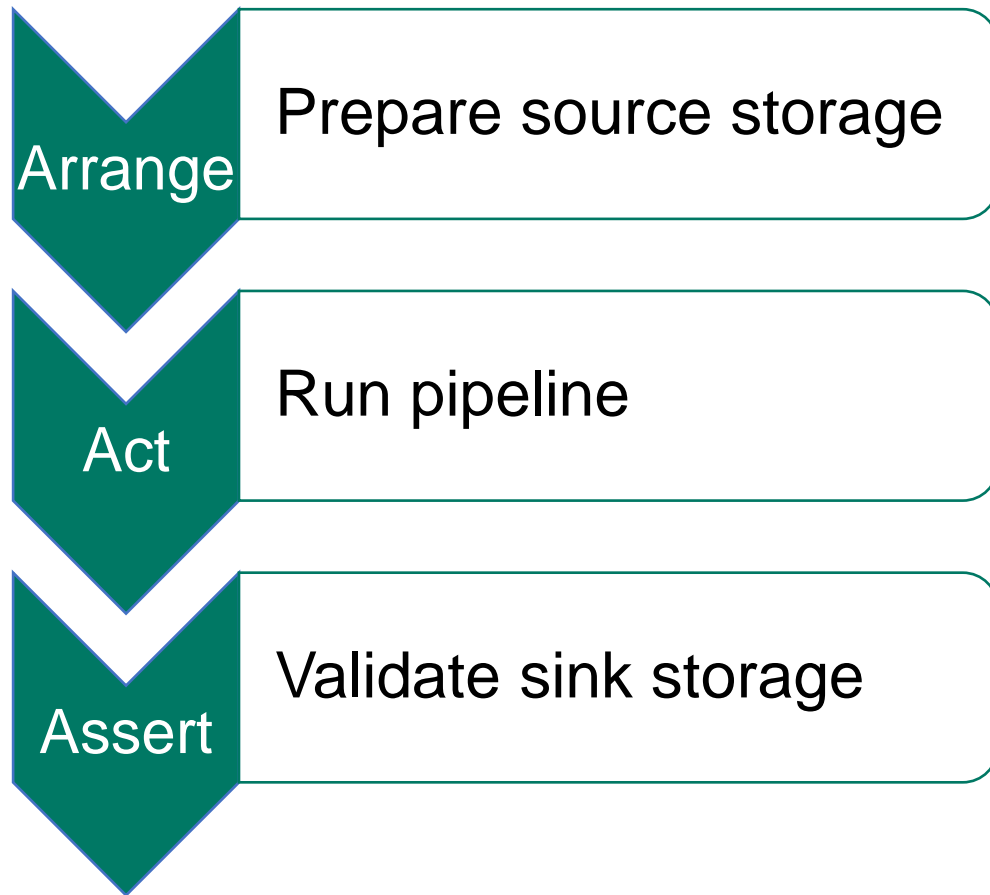 Arrange
Prepare source storage
Act
Run pipeline
Assert
Validate sink storage